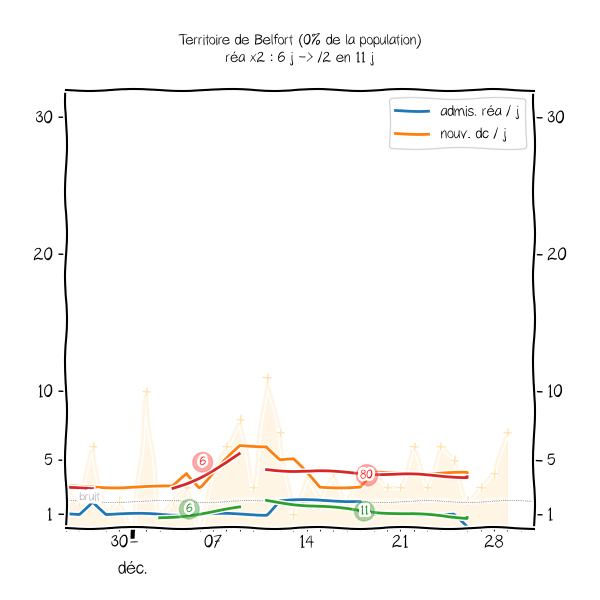 Territoire de Belfort (0% de la population)
réa x2 : 6 j -> /2 en 11 j
admis. réa / j
nouv. dc / j
30 30
20 20
10 10
5 5
1 1
6
80
bruit
6
11
30 07 14 21 28
déc.